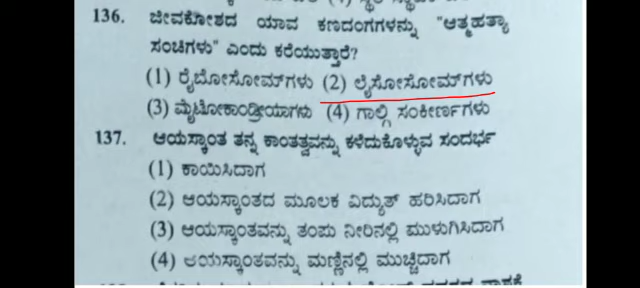 136. ಜೀವಕೋಶದ ಯಾವ ಕಣದಂಗಗಳನ್ನು "ಆತ್ಮಹತ್ಯಾ
ಸಂಚಿಗಳು" ಎಂದು ಕರೆಯುತ್ತಾರೆ?
(1) ರೈಬೋಸೋಮ್‌ಗಳು (2) ಲೈಸೋಸೋಮ್‌ಗಳು
(3) ಮೈಟೋಕಾಂಡ್ರಿಯಾಗಳು (4) ಗಾಲ್ಗಿ ಸಂಕೀರ್ಣಗಳು
137. ಆಯಸ್ಕಾಂತ ತನ್ನ ಕಾಂತತ್ವವನ್ನು ಕಳೆದುಕೊಳ್ಳುವ ಸಂದರ್ಭ
(1) ಕಾಯಿಸಿದಾಗ
(2) ಆಯಸ್ಕಾಂತದ ಮೂಲಕ ವಿದ್ಯುತ್ ಹರಿಸಿದಾಗ
(3) ಆಯಸ್ಕಾಂತವನ್ನು ತಂಪು ನೀರಿನಲ್ಲಿ ಮುಳುಗಿಸಿದಾಗ
(4) ಆಯಸ್ಕಾಂತವನ್ನು ಮಣ್ಣಿನಲ್ಲಿ ಮುಚ್ಚಿದಾಗ